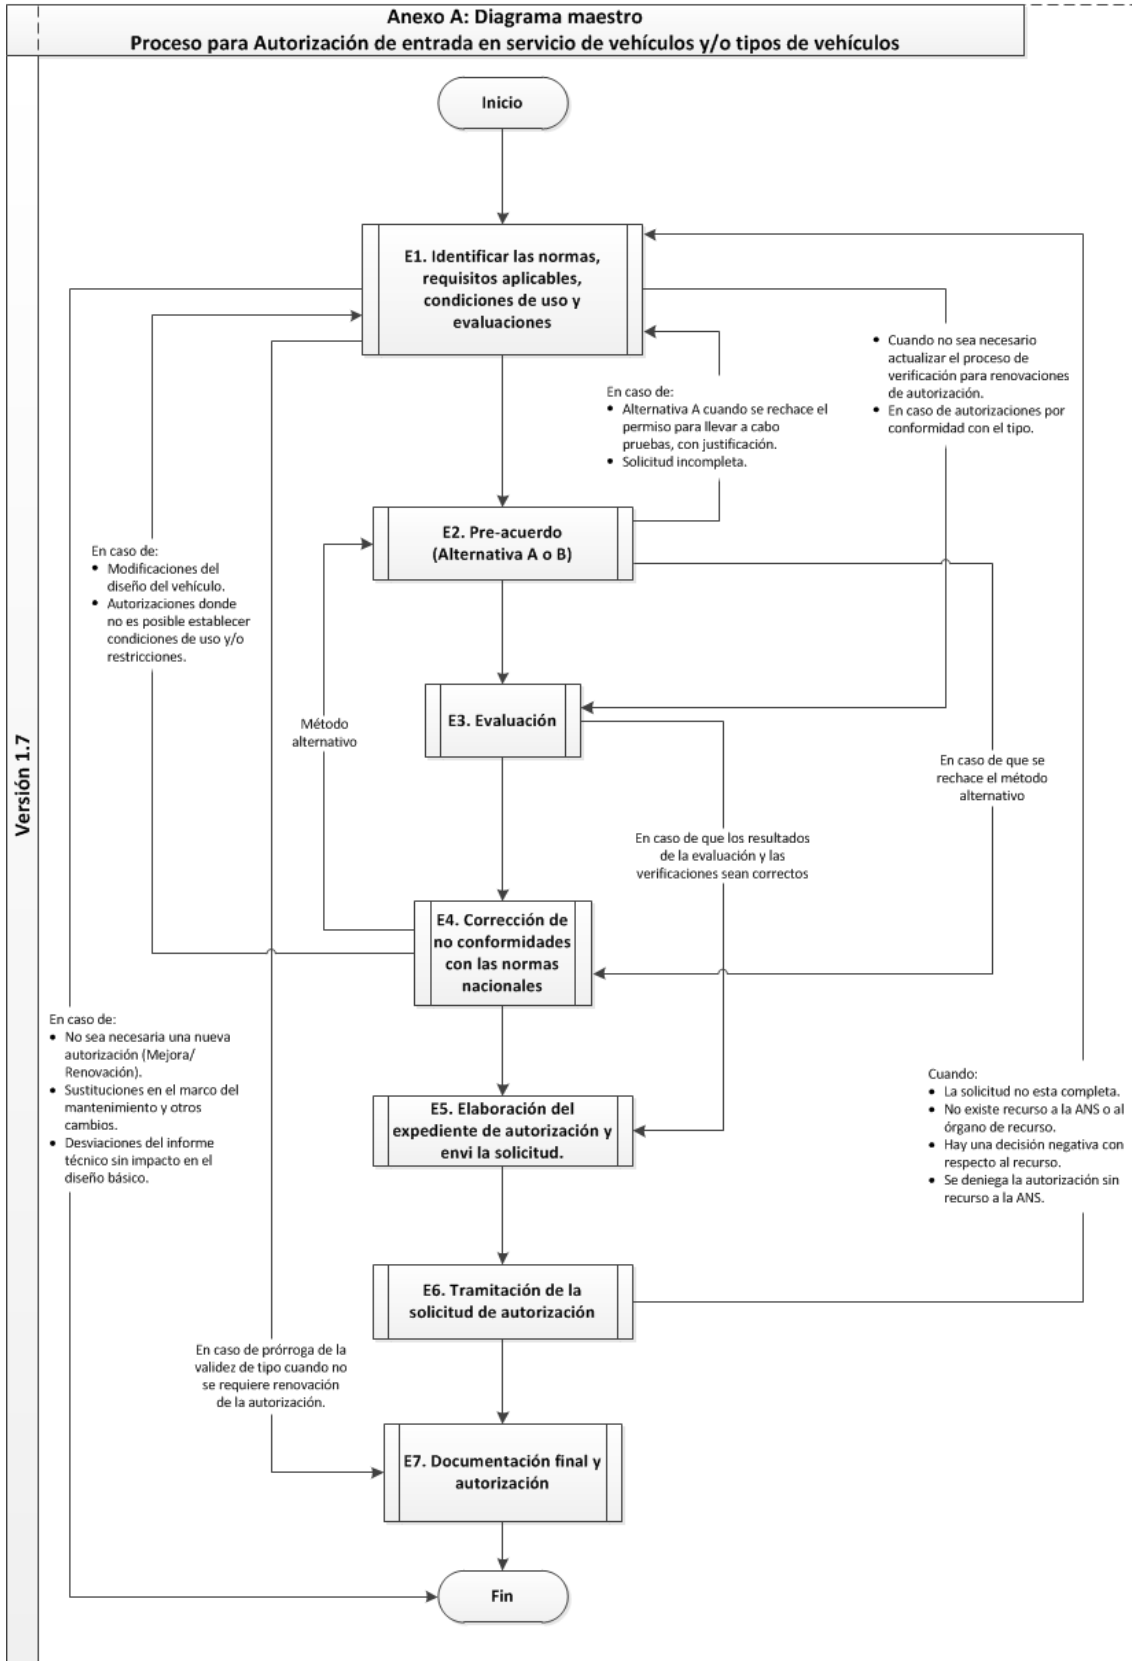 Anexo A: Diagrama maestro
Proceso para Autorización de entrada en servicio de vehículos y/o tipos de vehículos
Versión 1.7
Inicio
E1. Identificar las normas,
requisitos aplicables,
condiciones de uso y
evaluaciones
• Cuando no sea necesario
actualizar el proceso de
verificación para renovaciones
de autorización.
• En caso de autorizaciones por
conformidad con el tipo.
En caso de:
• Alternativa A cuando se rechace el
permiso para llevar a cabo
pruebas, con justificación.
• Solicitud incompleta.
E2. Pre-acuerdo
(Alternativa A o B)
En caso de:
• Modificaciones del
diseño del vehículo.
• Autorizaciones donde
no es posible establecer
condiciones de uso y/o
restricciones.
E3. Evaluación
Método
alternativo
En caso de que se
rechace el método
alternativo
En caso de que los resultados
de la evaluación y las
verificaciones sean correctos
E4. Corrección de
no conformidades
con las normas
nacionales
En caso de:
• No sea necesaria una nueva
autorización (Mejora/
Renovación).
• Sustituciones en el marco del
mantenimiento y otros
cambios.
• Desviaciones del informe
técnico sin impacto en el
diseño básico.
Cuando:
• La solicitud no esta completa.
• No existe recurso a la ANS o al
órgano de recurso.
• Hay una decisión negativa con
respecto al recurso.
• Se deniega la autorización sin
recurso a la ANS.
E5. Elaboración del
expediente de autorización y
envi la solicitud.
E6. Tramitación de la
solicitud de autorización
En caso de prórroga de la
validez de tipo cuando no
se requiere renovación
de la autorización.
E7. Documentación final y
autorización
Fin